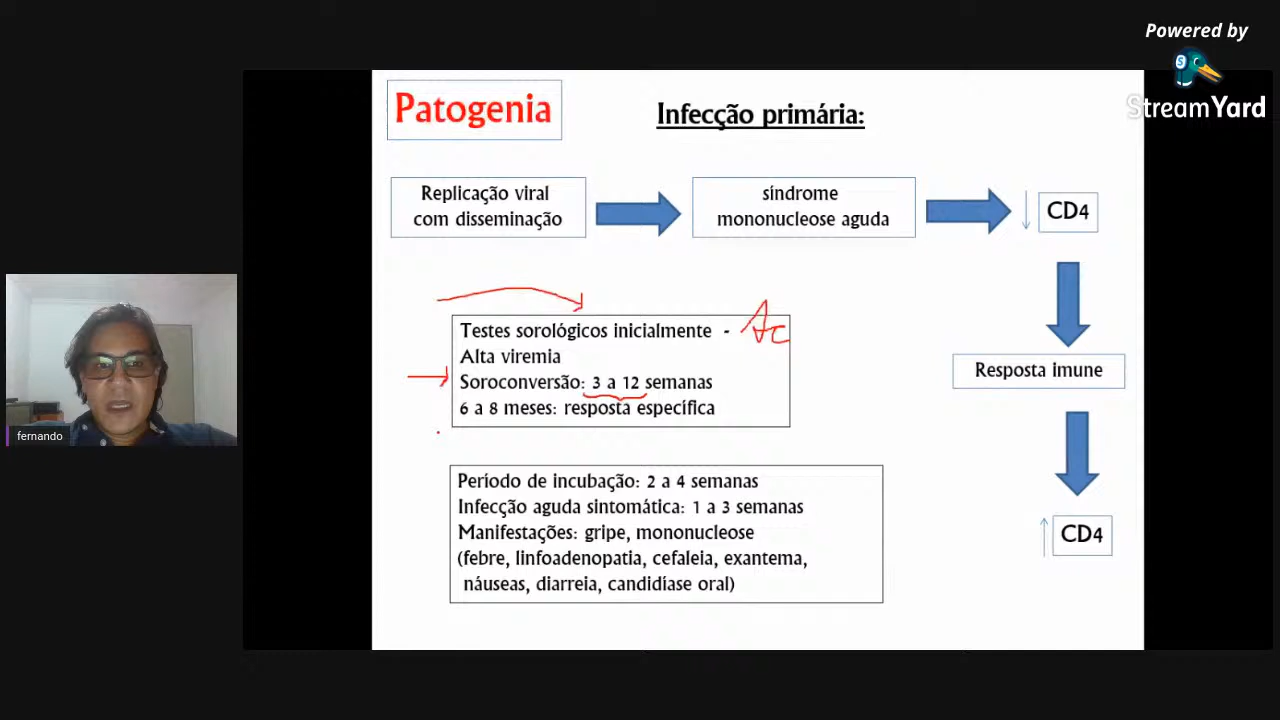 Powered by
StreamYard
Patogenia
Infecção primária:
Replicação viral
com disseminação
síndrome
mononucleose aguda
↓ CD4
Testes sorológicos inicialmente - Ac
Alta viremia
Soroconversão: 3 a 12 semanas
6 a 8 meses: resposta específica
Resposta imune
↑ CD4
Período de incubação: 2 a 4 semanas
Infecção aguda sintomática: 1 a 3 semanas
Manifestações: gripe, mononucleose
(febre, linfoadenopatia, cefaleia, exantema,
náuseas, diarreia, candidíase oral)
fernando